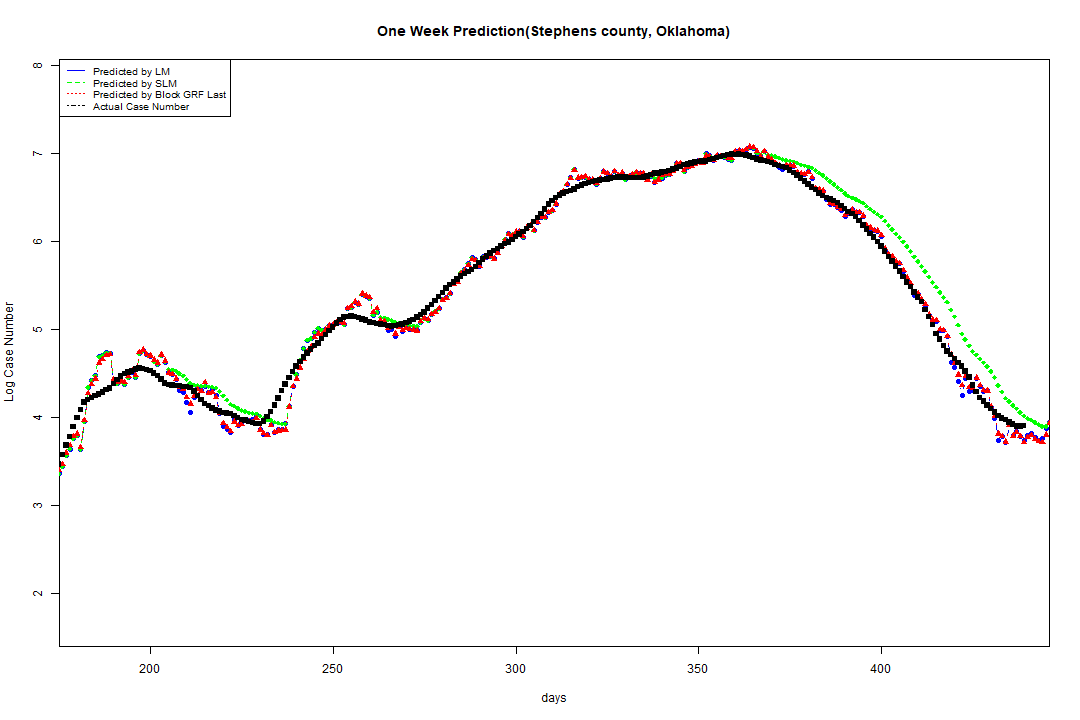 One Week Prediction(Stephens county, Oklahoma)
Predicted by LM
Predicted by SLM
Predicted by Block GRF Last
Actual Case Number
8
7
6
5
4
3
2
Log Case Number
200 250 300 350 400
days